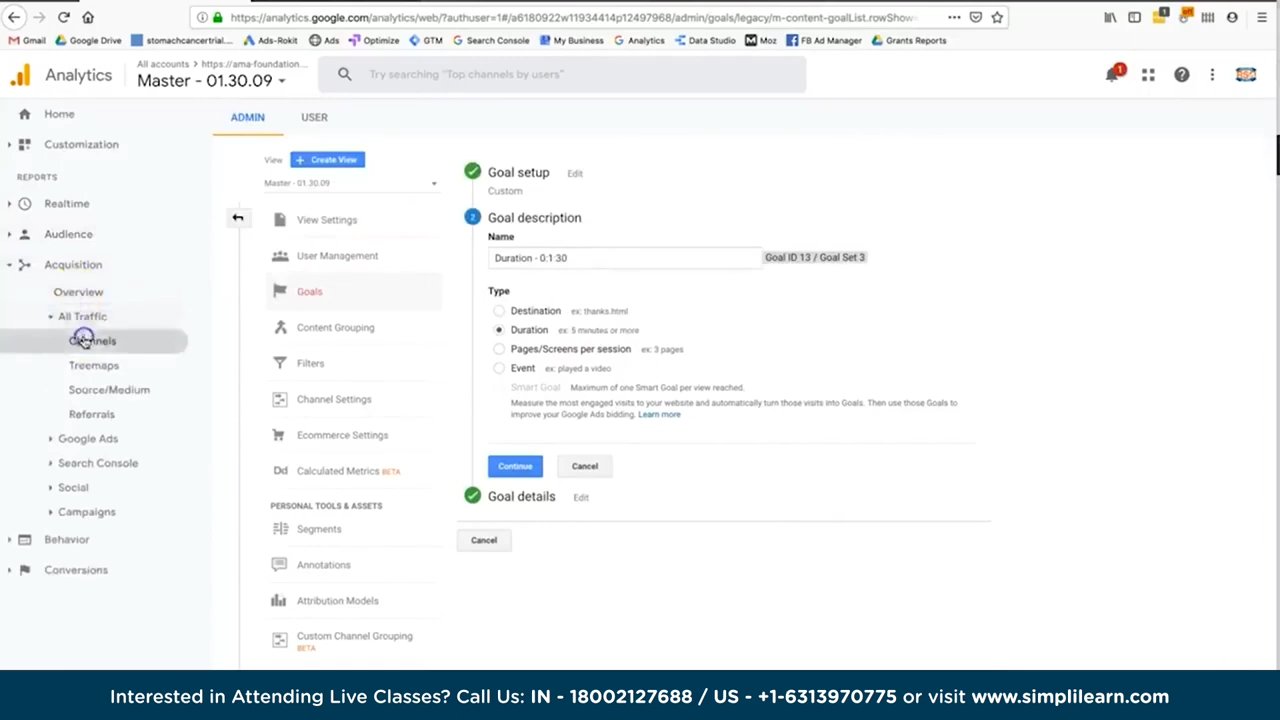 https://analytics.google.com/analytics/web/?authuser=1#/a6180922w11934414p12497968/admin/goals/legacy/m-content-goalList.rowShow
Gmail Google Drive stomachcancertrial... Ads-Rokit Ads Optimize GTM Search Console My Business Analytics Data Studio Moz FB Ad Manager Grants Reports
Analytics
All accounts > https://ama-foundation...
Master - 01.30.09
Try searching "Top channels by users"
1
Home
Customization
REPORTS
Realtime
Audience
Acquisition
Overview
All Traffic
Channels
Treemaps
Source/Medium
Referrals
Google Ads
Search Console
Social
Campaigns
Behavior
Conversions
ADMIN USER
View + Create View
Master - 01.30.09
View Settings
User Management
Goals
Content Grouping
Filters
Channel Settings
Ecommerce Settings
Dd Calculated Metrics BETA
PERSONAL TOOLS & ASSETS
Segments
Annotations
Attribution Models
Custom Channel Grouping
BETA
Goal setup Edit
Custom
2 Goal description
Name
Duration - 0:1:30 Goal ID 13 / Goal Set 3
Type
Destination ex: thanks.html
Duration ex: 5 minutes or more
Pages/Screens per session ex: 3 pages
Event ex: played a video
Smart Goal Maximum of one Smart Goal per view reached.
Measure the most engaged visits to your website and automatically turn those visits into Goals. Then use those Goals to
improve your Google Ads bidding. Learn more
Continue Cancel
Goal details Edit
Cancel
Interested in Attending Live Classes? Call Us: IN - 18002127688 / US - +1-6313970775 or visit www.simplilearn.com